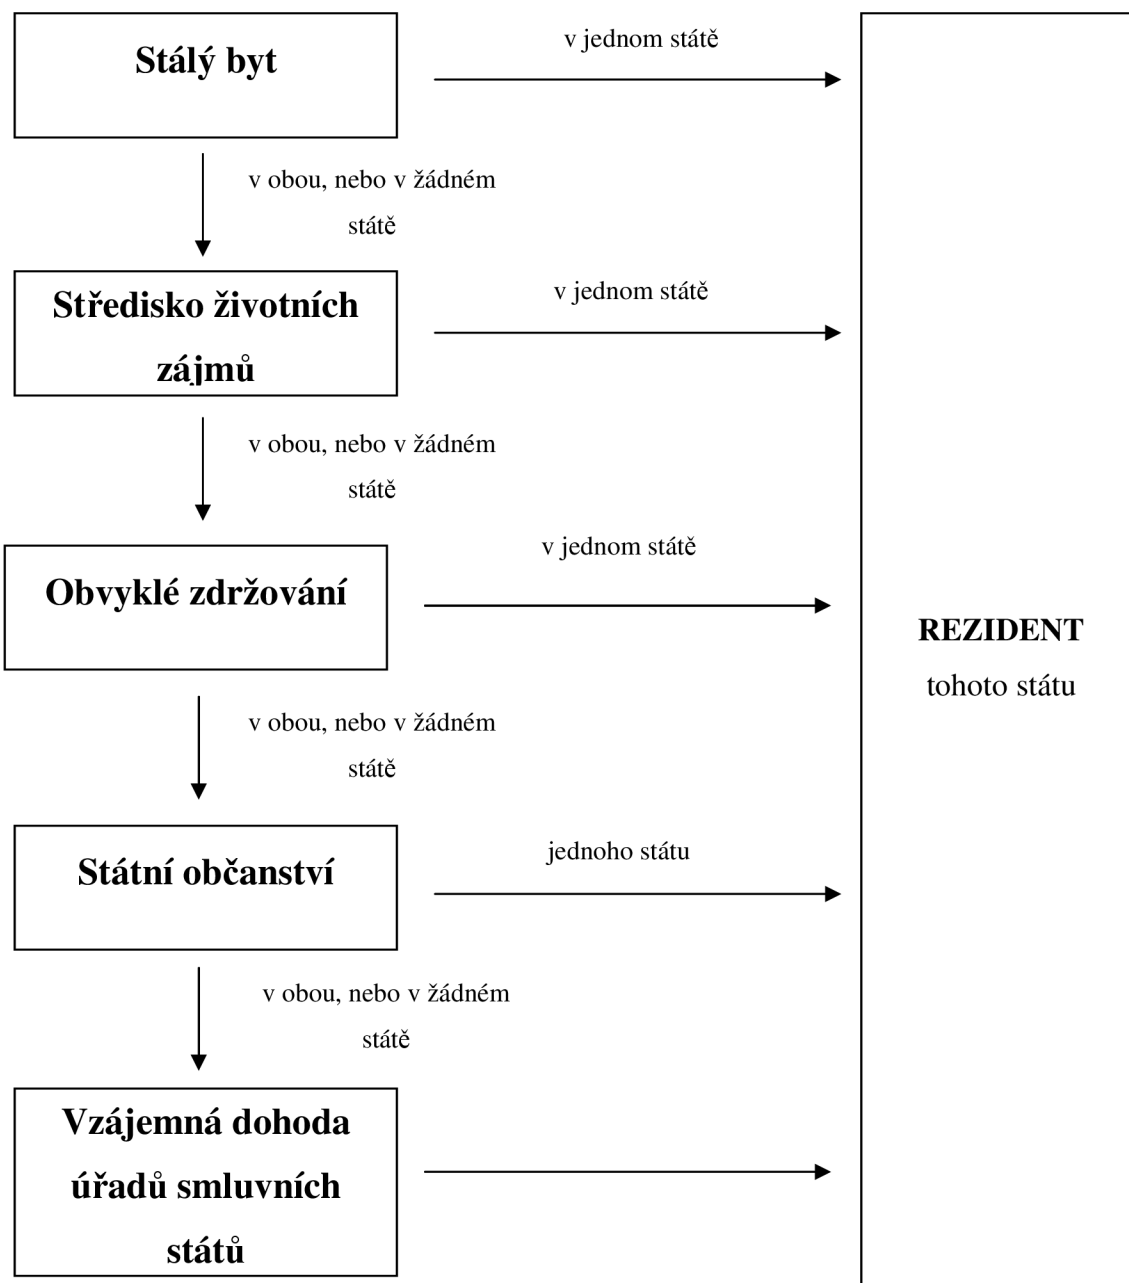 Stálý byt
v jednom státě
v obou, nebo v žádném
státě
Středisko životních
zájmů
v jednom státě
v obou, nebo v žádném
státě
Obvyklé zdržování
v jednom státě
REZIDENT
tohoto státu
v obou, nebo v žádném
státě
Státní občanství
jednoho státu
v obou, nebo v žádném
státě
Vzájemná dohoda
úřadů smluvních
států